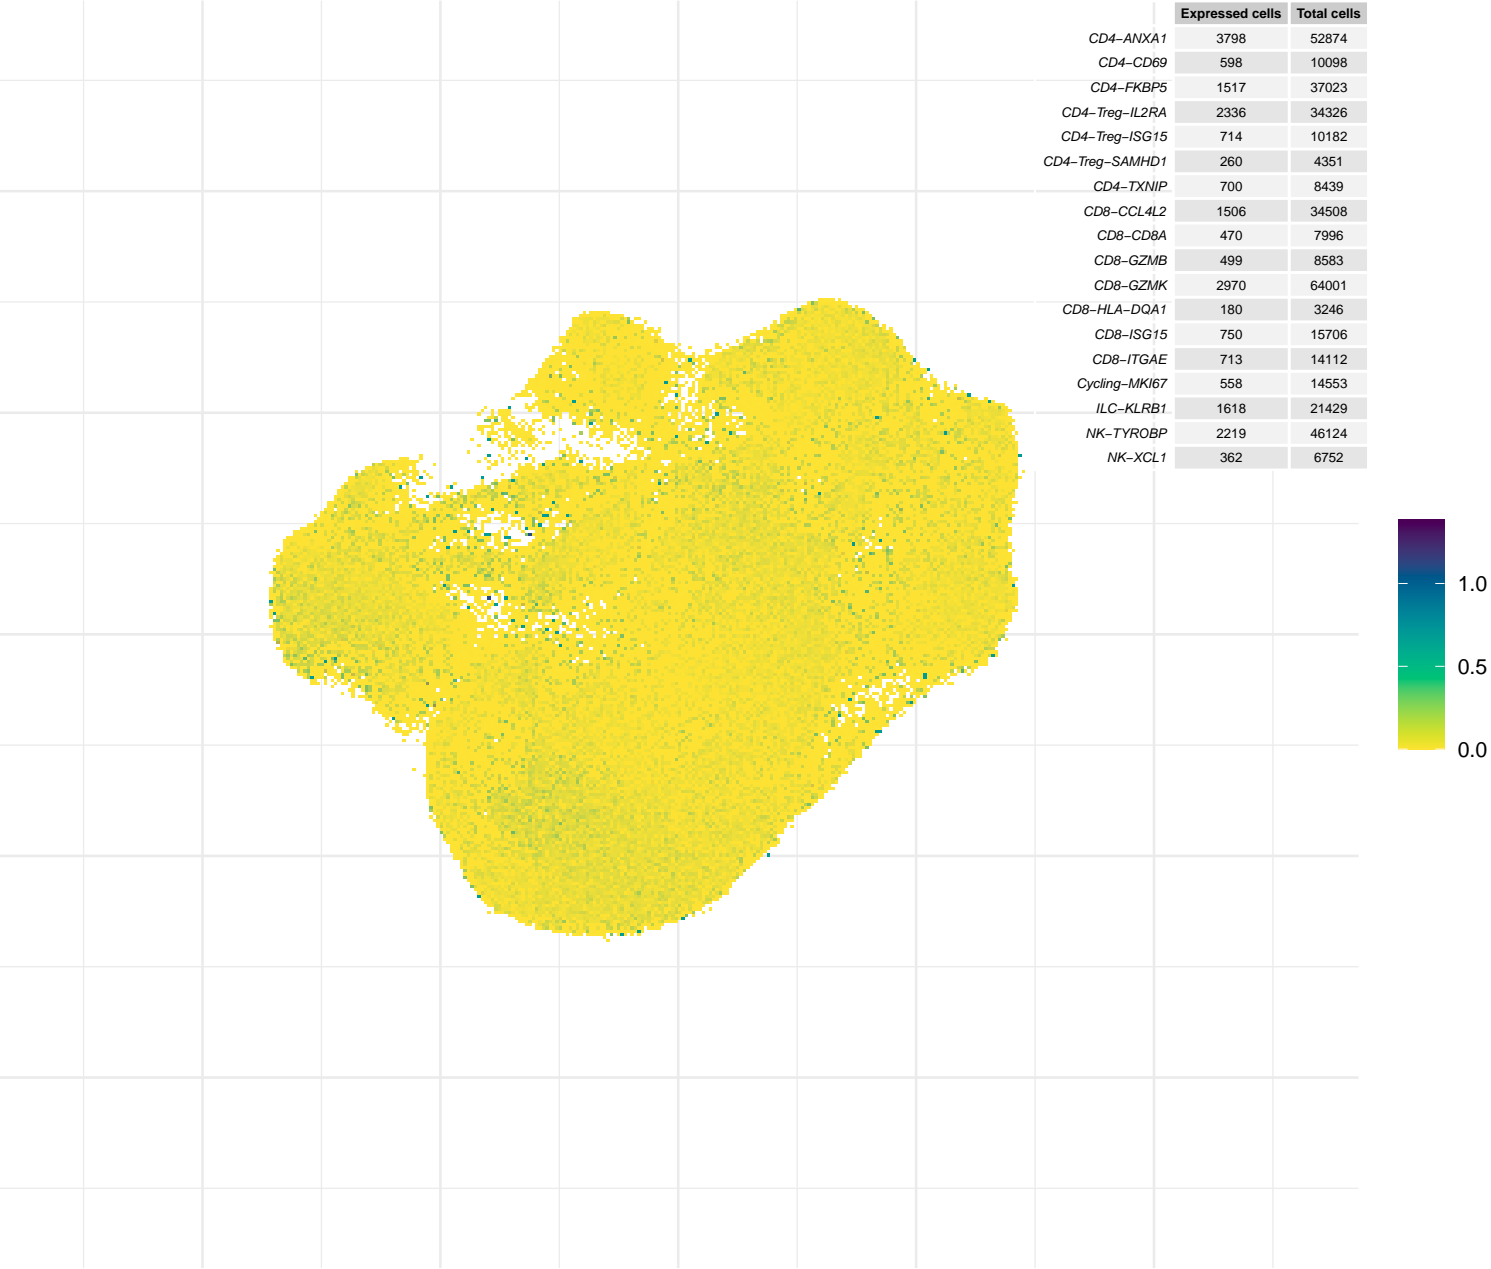 Expressed cells Total cells
CD4−ANXA1 3798 52874
CD4−CD69 598 10098
CD4−FKBP5 1517 37023
CD4−Treg−IL2RA 2336 34326
CD4−Treg−ISG15 714 10182
CD4−Treg−SAMHD1 260 4351
CD4−TXNIP 700 8439
CD8−CCL4L2 1506 34508
CD8−CD8A 470 7996
CD8−GZMB 499 8583
CD8−GZMK 2970 64001
CD8−HLA−DQA1 180 3246
CD8−ISG15 750 15706
CD8−ITGAE 713 14112
Cycling−MKI67 558 14553
ILC−KLRB1 1618 21429
NK−TYROBP 2219 46124
NK−XCL1 362 6752
1.0
0.5
0.0